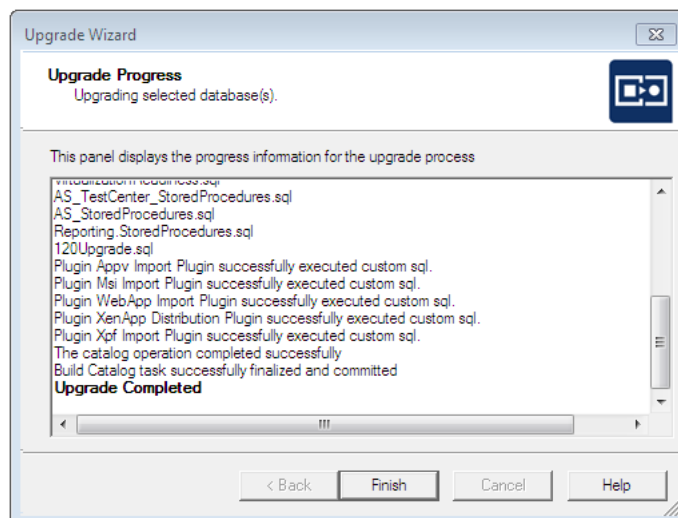 Upgrade Wizard
Upgrade Progress
Upgrading selected database(s).
This panel displays the progress information for the upgrade process
VirtualizationReadiness.sql
AS_TestCenter_StoredProcedures.sql
AS_StoredProcedures.sql
Reporting.StoredProcedures.sql
120Upgrade.sql
Plugin Appv Import Plugin successfully executed custom sql.
Plugin Msi Import Plugin successfully executed custom sql.
Plugin WebApp Import Plugin successfully executed custom sql.
Plugin XenApp Distribution Plugin successfully executed custom sql.
Plugin Xpf Import Plugin successfully executed custom sql.
The catalog operation completed successfully
Build Catalog task successfully finalized and committed
Upgrade Completed
< Back
Finish
Cancel
Help